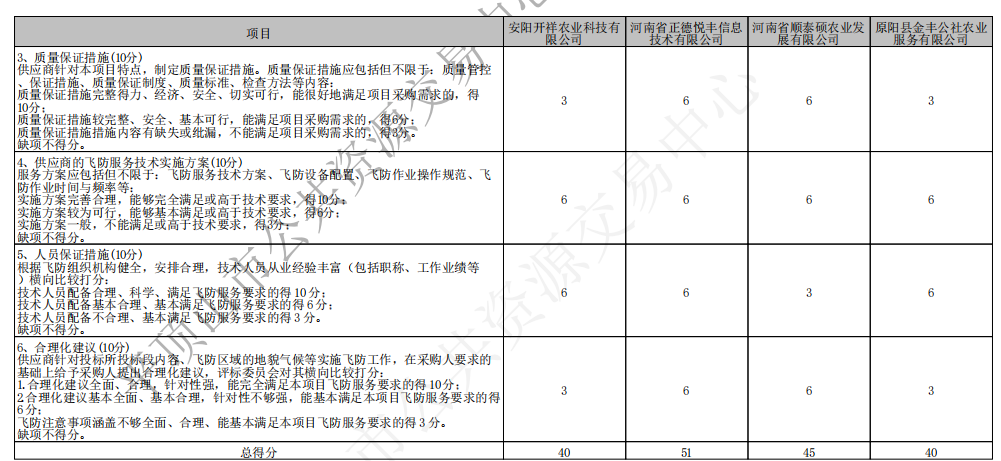 项目
安阳开祥农业科技有
限公司
河南省正德悦丰信息
技术有限公司
河南省顺泰硕农业发
展有限公司
原阳县金丰公社农业
服务有限公司
3、质量保证措施(10分)
供应商针对本项目特点，制定质量保证措施。质量保证措施应包括但不限于：质量管控
、保证措施、质量保证制度、质量标准、检查方法等内容：
质量保证措施完整得力、经济、安全、切实可行，能很好地满足项目采购需求的，得
10分；
质量保证措施较完整、安全、基本可行，能满足项目采购需求的，得6分；
质量保证措施措施内容有缺失或纰漏，不能满足项目采购需求的，得3分。
缺项不得分。
3
6
6
3
4、供应商的飞防服务技术实施方案(10分)
服务方案应包括但不限于：飞防服务技术方案、飞防设备配置、飞防作业操作规范、飞
防作业时间与频率等：
实施方案完善合理，能够完全满足或高于技术要求，得10分；
实施方案较为可行，能够基本满足或高于技术要求，得6分；
实施方案一般，不能满足或高于技术要求，得3分；
缺项不得分。
6
6
6
6
5、人员保证措施(10分)
根据飞防组织机构健全，安排合理，技术人员从业经验丰富（包括职称、工作业绩等
）横向比较打分：
技术人员配备合理、科学、满足飞防服务要求的得10分；
技术人员配备基本合理、基本满足飞防服务要求的得6分；
技术人员配备不合理、基本满足飞防服务要求的得3分。
缺项不得分。
6
6
3
6
6、合理化建议(10分)
供应商针对投标所投标段内容、飞防区域的地貌气候等实施飞防工作，在采购人要求的
基础上给予采购人提出合理化建议，评标委员会对其横向比较打分：
1.合理化建议全面、合理，针对性强，能完全满足本项目飞防服务要求的得10分；
2合理化建议基本全面、基本合理，针对性不够强，能基本满足本项目飞防服务要求的得
6分；
飞防注意事项涵盖不够全面、合理、能基本满足本项目飞防服务要求的得3分。
缺项不得分。
3
6
6
3
总得分
40
51
45
40
顶山市公共资源交易中心
市公共资源交易中心